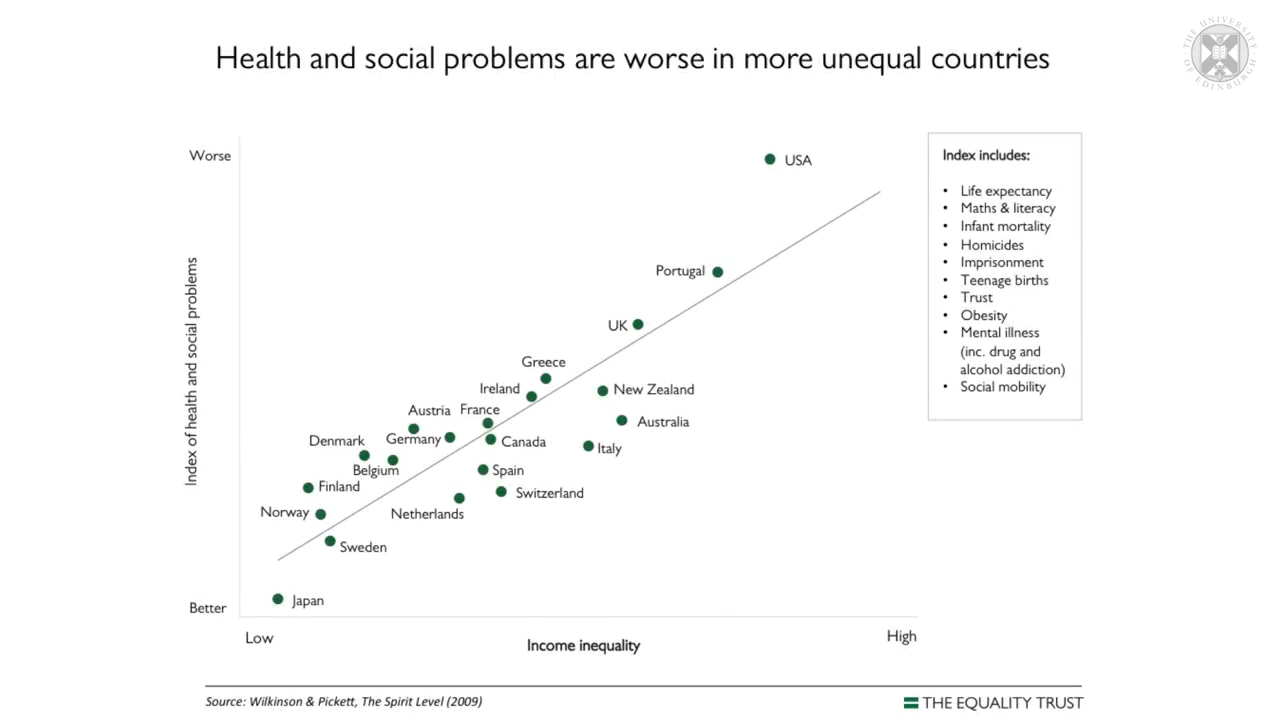 Health and social problems are worse in more unequal countries
THE UNIVERSITY OF EDINBURGH
Worse
USA
Portugal
UK
Greece
Ireland
New Zealand
Austria
France
Australia
Denmark
Germany
Canada
Italy
Belgium
Spain
Finland
Switzerland
Norway
Netherlands
Sweden
Japan
Better
Index of health and social problems
Low
High
Income inequality
Index includes:
• Life expectancy
• Maths & literacy
• Infant mortality
• Homicides
• Imprisonment
• Teenage births
• Trust
• Obesity
• Mental illness
(inc. drug and
alcohol addiction)
• Social mobility
Source: Wilkinson & Pickett, The Spirit Level (2009)
THE EQUALITY TRUST